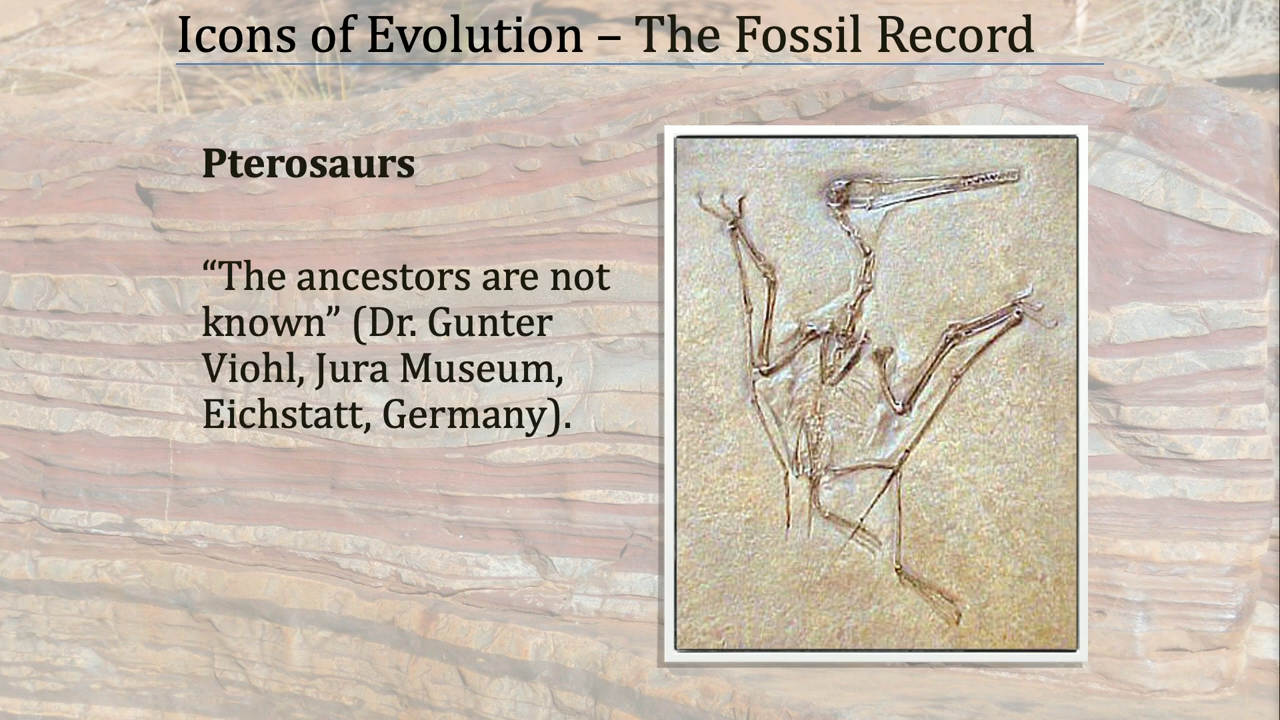 Icons of Evolution – The Fossil Record
Pterosaurs
“The ancestors are not
known” (Dr. Gunter
Viohl, Jura Museum,
Eichstatt, Germany).